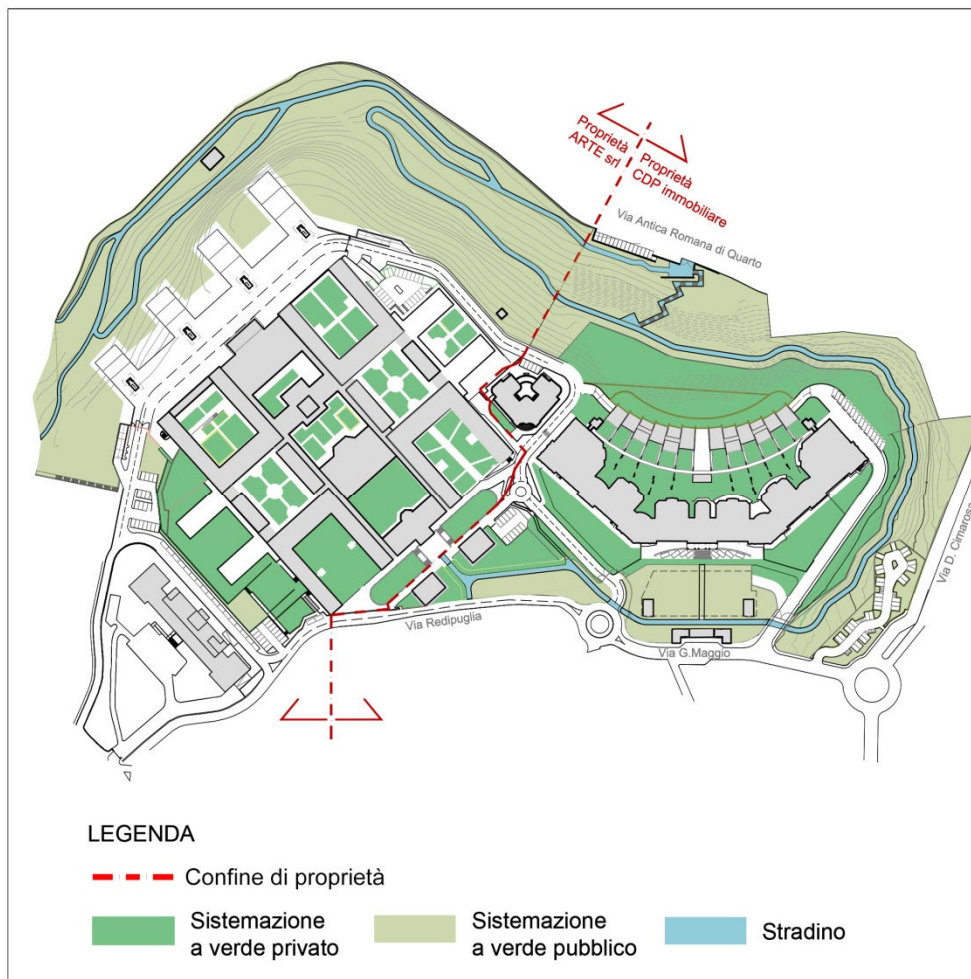 Proprietà
ARTE srl
Proprietà
CDP immobiliare
Via Antica Romana di Quarto
Via D. Cimarosa
Via Redipuglia
Via G.Maggio
LEGENDA
Confine di proprietà
Sistemazione
a verde privato
Sistemazione
a verde pubblico
Stradino